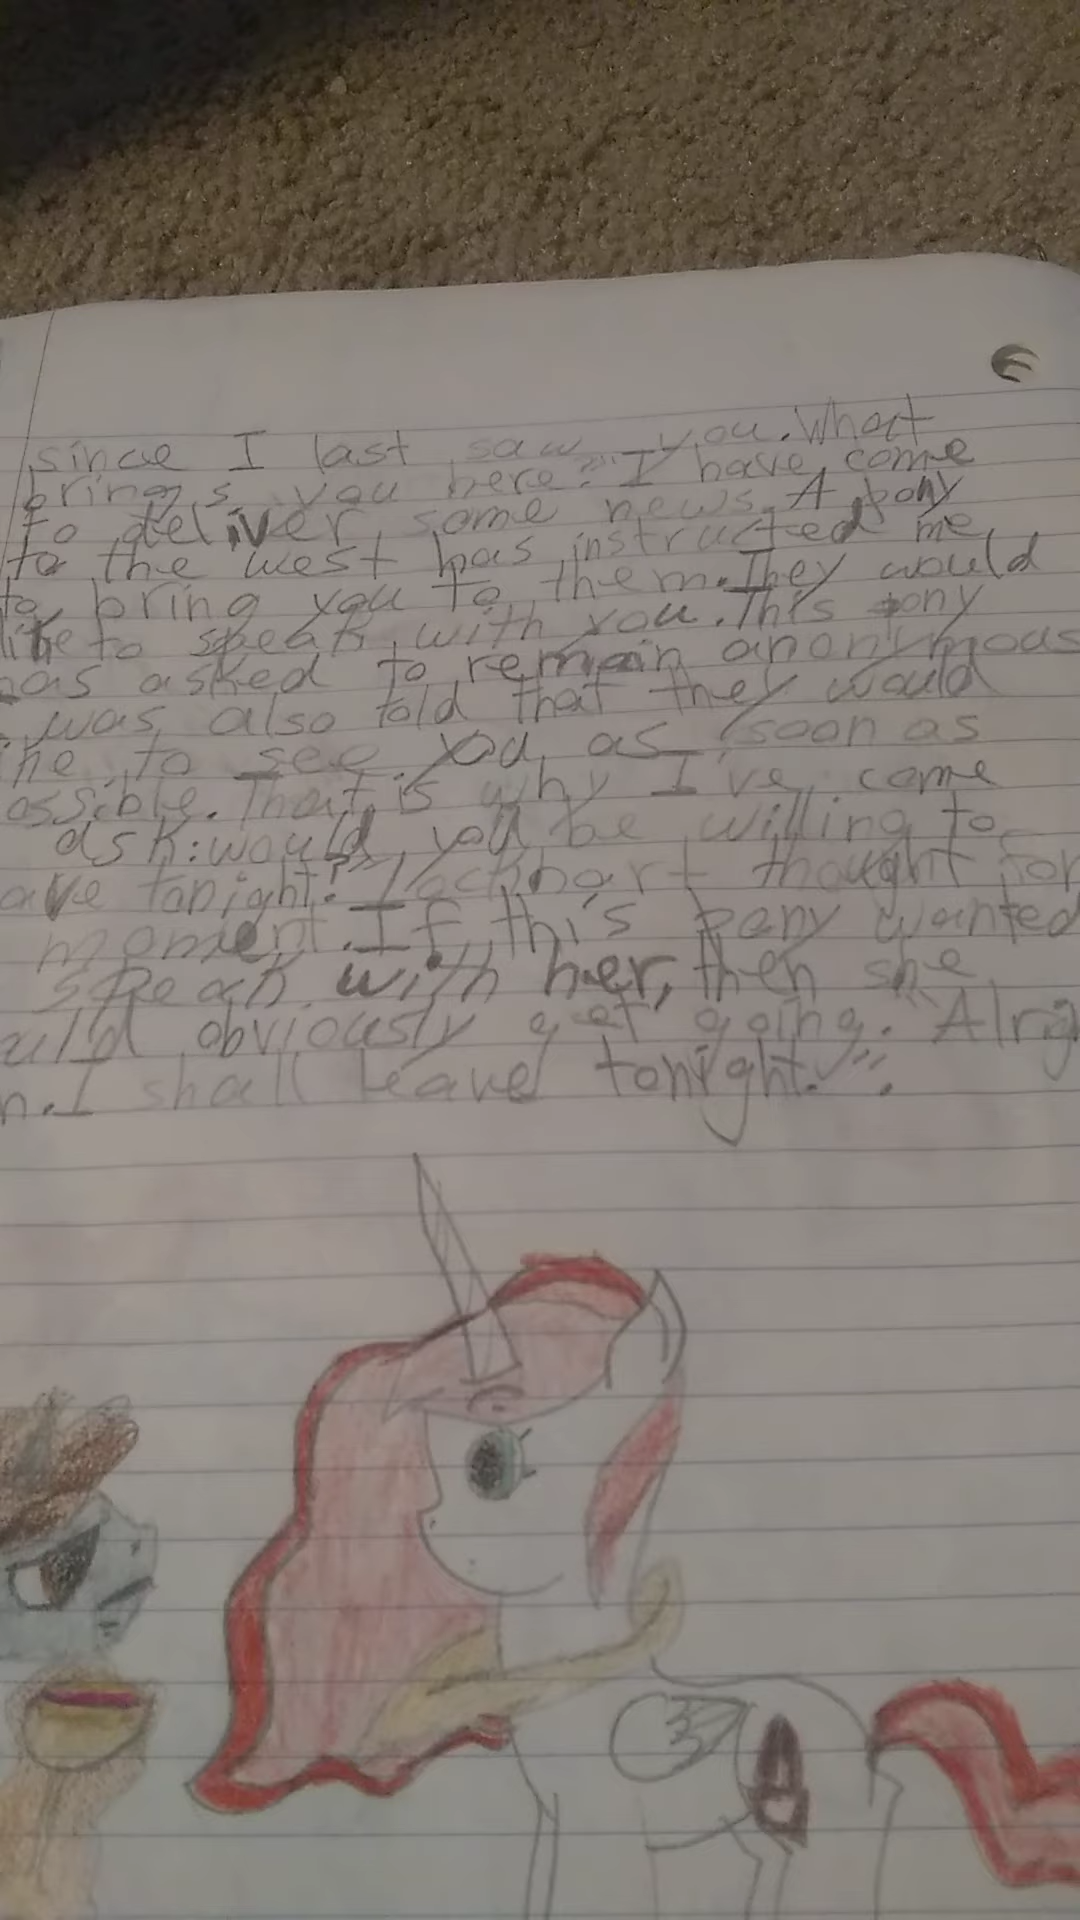 since I last saw you. What
brings you here?" "I have come
to deliver some news. A pony
to the west has instructed me
to bring you to them. They would
like to speak with you. This pony
has asked to remain anonymous
was also told that they would
to see you as soon as
ossible. That is why I've come
ask: would you be willing to
ave tonight?" Lockhart thought for
moment. If this pony wanted
speak with her, then she
uld obviously get going. "Alrig
n. I shall leave tonight."